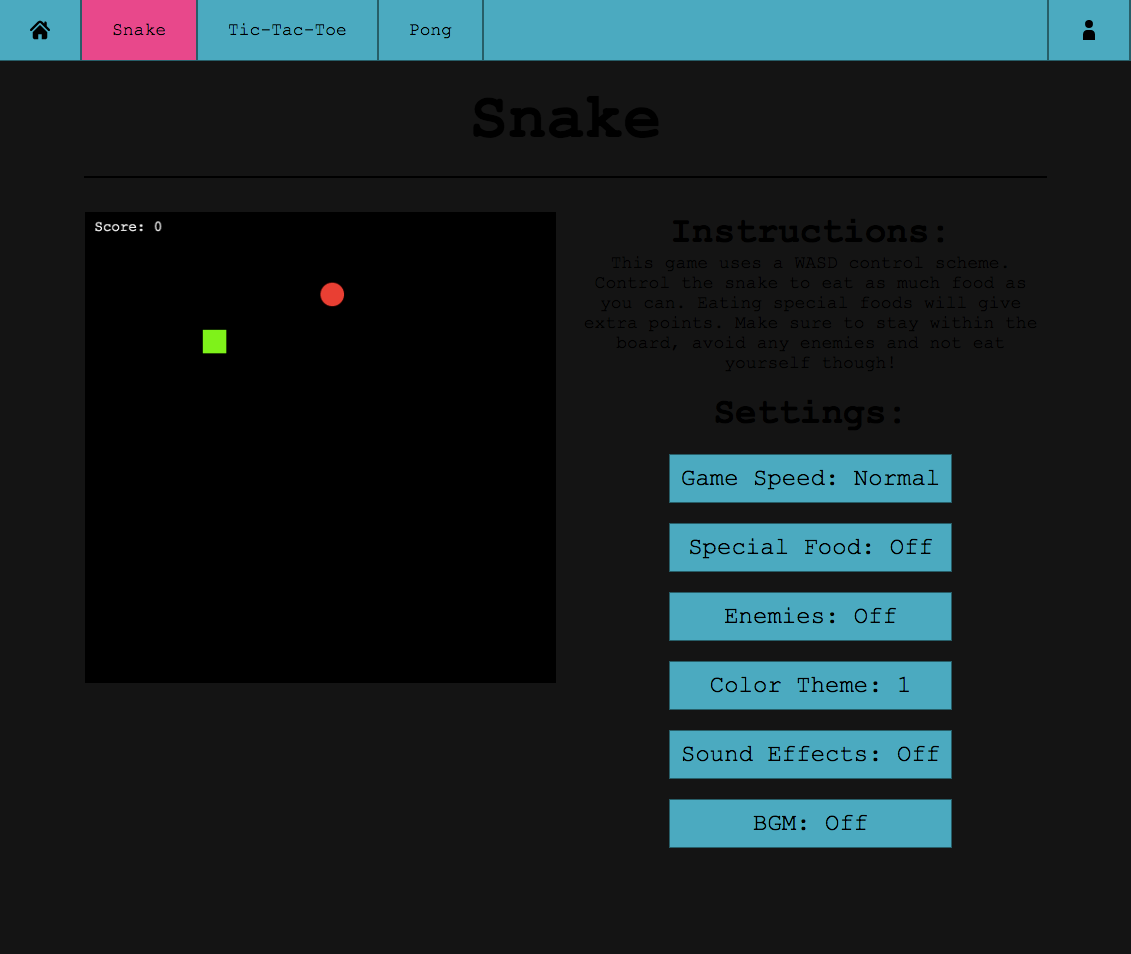 Snake
Tic-Tac-Toe
Pong
Snake
Score: 0
Instructions:
This game uses a WASD control scheme.
Control the snake to eat as much food as
you can. Eating special foods will give
extra points. Make sure to stay within the
board, avoid any enemies and not eat
yourself though!
Settings:
Game Speed: Normal
Special Food: Off
Enemies: Off
Color Theme: 1
Sound Effects: Off
BGM: Off